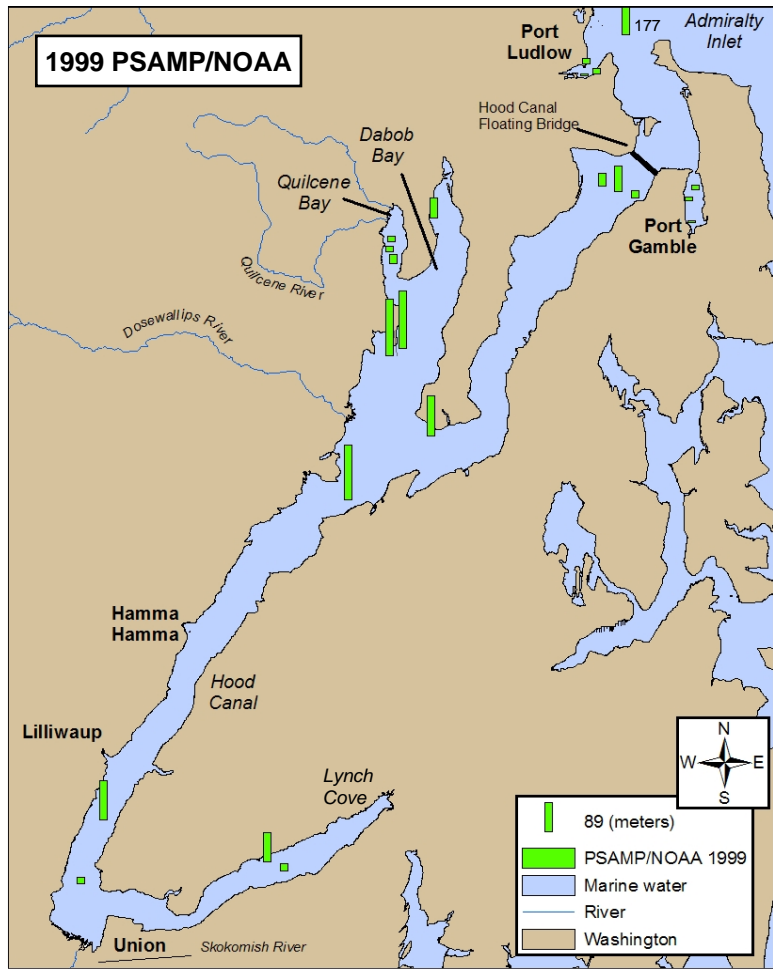 1999 PSAMP/NOAA
Port
Ludlow
177
Admiralty
Inlet
Hood Canal
Floating Bridge
Dabob
Bay
Quilcene
Bay
Port
Gamble
Quilcene River
Dosewallips River
Hamma
Hamma
Hood
Canal
Lilliwaup
Lynch
Cove
N
W
E
S
89 (meters)
PSAMP/NOAA 1999
Marine water
River
Washington
Union
Skokomish River